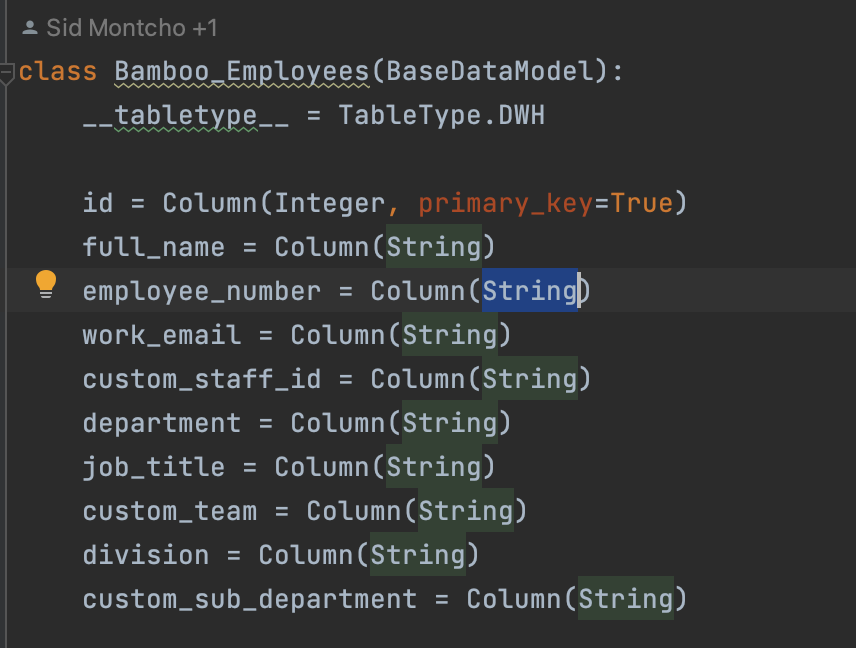 Sid Montcho +1
class Bamboo_Employees(BaseDataModel):
__tabletype__ = TableType.DWH
id = Column(Integer, primary_key=True)
full_name = Column(String)
employee_number = Column(String)
work_email = Column(String)
custom_staff_id = Column(String)
department = Column(String)
job_title = Column(String)
custom_team = Column(String)
division = Column(String)
custom_sub_department = Column(String)